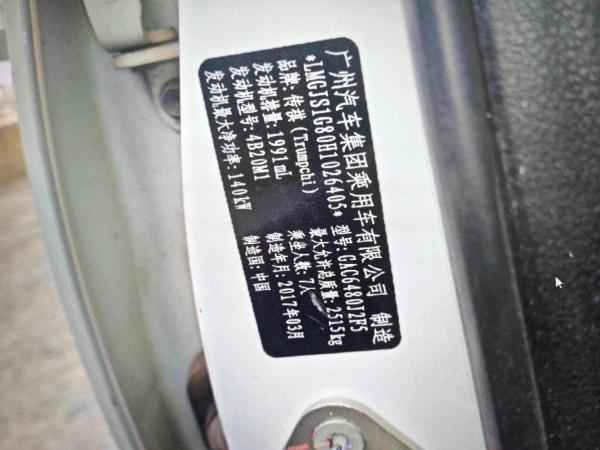 广州汽车集团乘用车有限公司 制造
*LMGJS1G80H1026405* 型号:GAC6480J2F5
品牌:传祺(Trumpchi) 最大允许总质量:2515kg
发动机排量:1991mL 乘坐人数:7人
发动机型号:4B20M1 制造年月:2017年03月
发动机最大净功率:140kW 制造国:中国